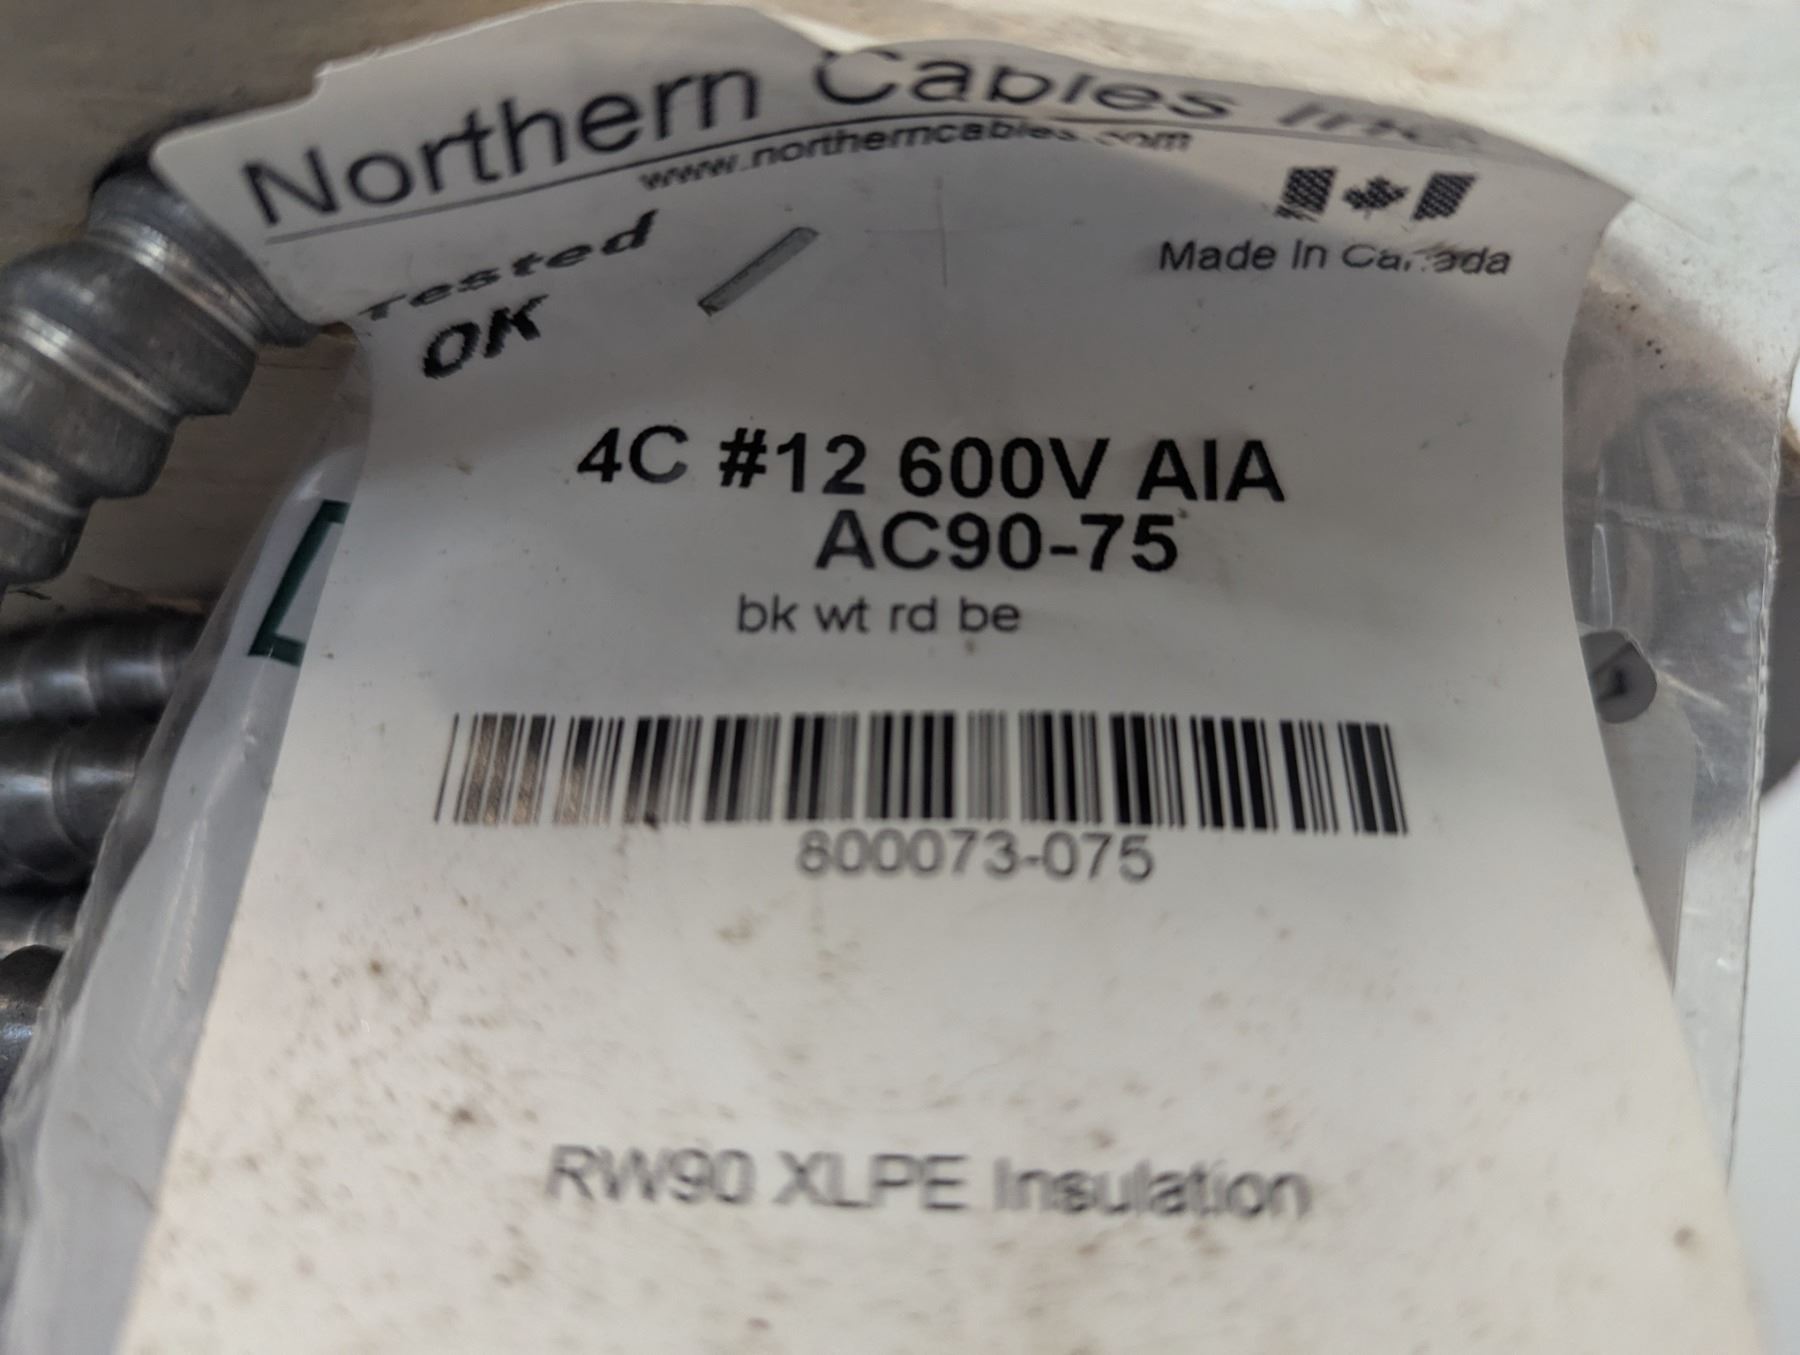 Northern Cables Inc
www.northerncables.com
Tested
OK
Made In Canada
4C #12 600V AIA
AC90-75
bk wt rd be
800073-075
RW90 XLPE Insulation